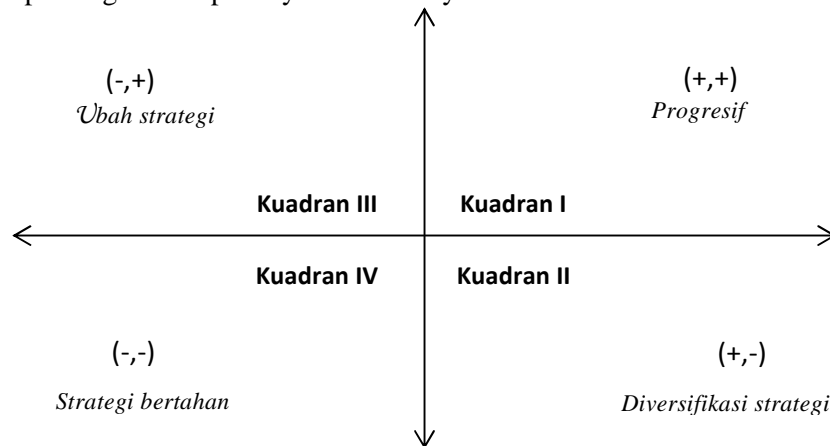 (-,+)
Ubah strategi
(+,+)
Progresif
Kuadran III
Kuadran I
Kuadran IV
Kuadran II
(-,-)
Strategi bertahan
(+,-)
Diversifikasi strategi